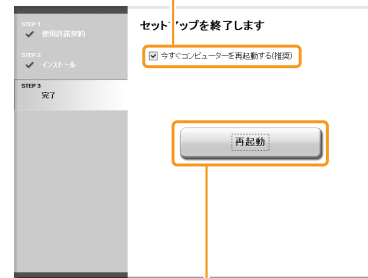 STEP 1
使用許諾契約
STEP 2
インストール
STEP 3
完了
セットアップを終了します
今すぐコンピューターを再起動する(推奨)
再起動